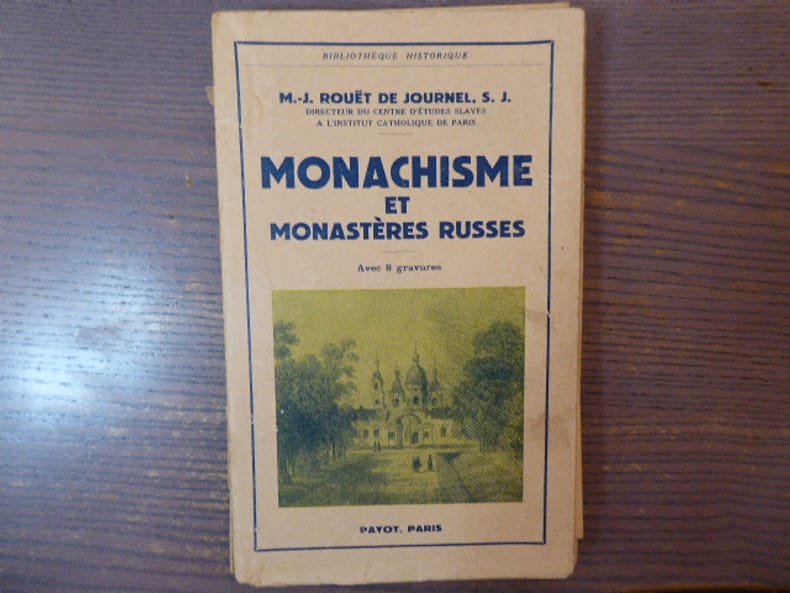 BIBLIOTHÈQUE HISTORIQUE
M.-J. ROUËT DE JOURNEL, S. J.
DIRECTEUR DU CENTRE D'ÉTUDES SLAVES
A L'INSTITUT CATHOLIQUE DE PARIS
MONACHISME
ET
MONASTÈRES RUSSES
Avec 8 gravures
PAYOT, PARIS